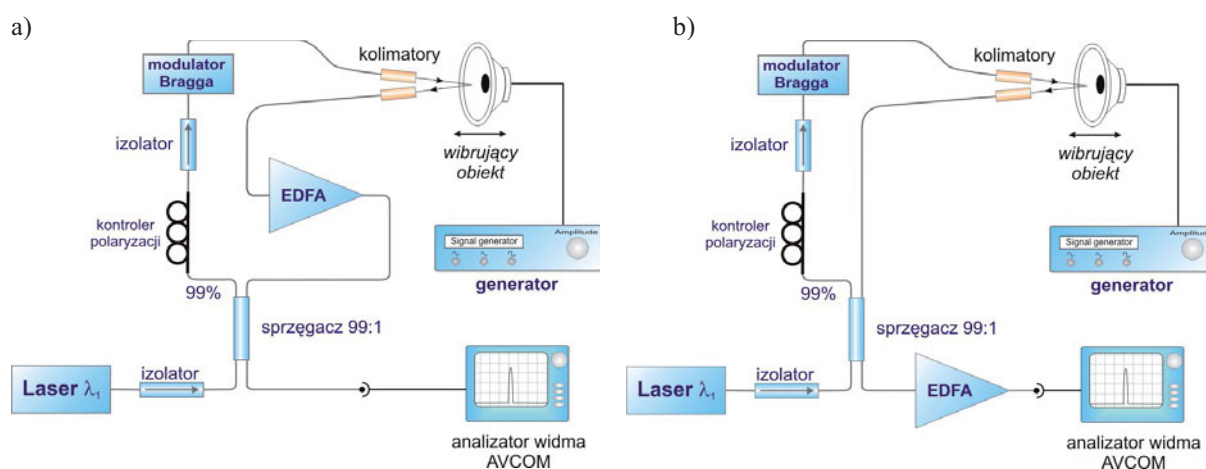 a)
modulator
Bragga
kolimatory
izolator
wibrujący
obiekt
EDFA
kontroler
polaryzacji
Amplitude
Signal generator
generator
99%
sprzęgacz 99:1
izolator
Laser λ1
analizator widma
AVCOM
b)
modulator
Bragga
kolimatory
izolator
wibrujący
obiekt
kontroler
polaryzacji
Amplitude
Signal generator
generator
99%
sprzęgacz 99:1
izolator
Laser λ1
EDFA
analizator widma
AVCOM